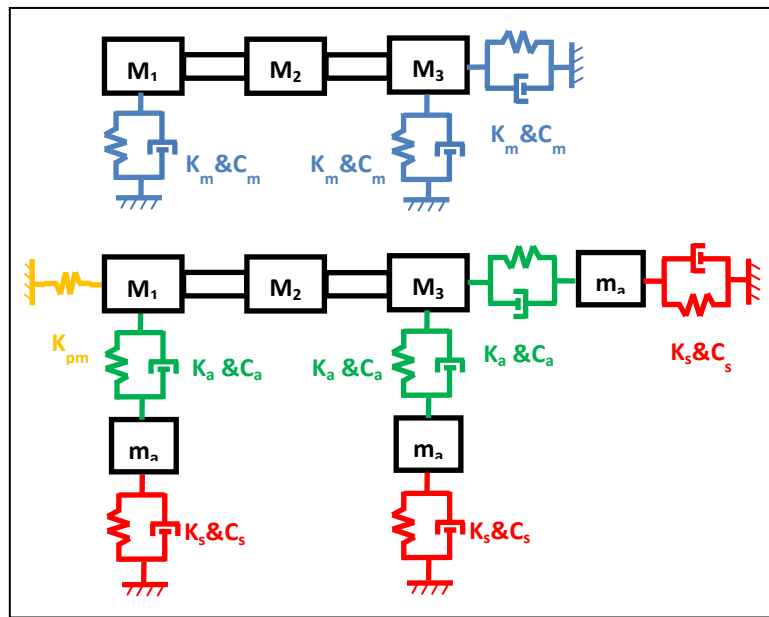 M₁ M₂ M₃
Kₘ&Cₘ
Kₘ&Cₘ Kₘ&Cₘ
M₁ M₂ M₃ mₐ
Kₚₘ Kₐ &Cₐ Kₐ &Cₐ Kₐ &Cₐ Kₛ&Cₛ
mₐ mₐ
Kₛ&Cₛ Kₛ&Cₛ